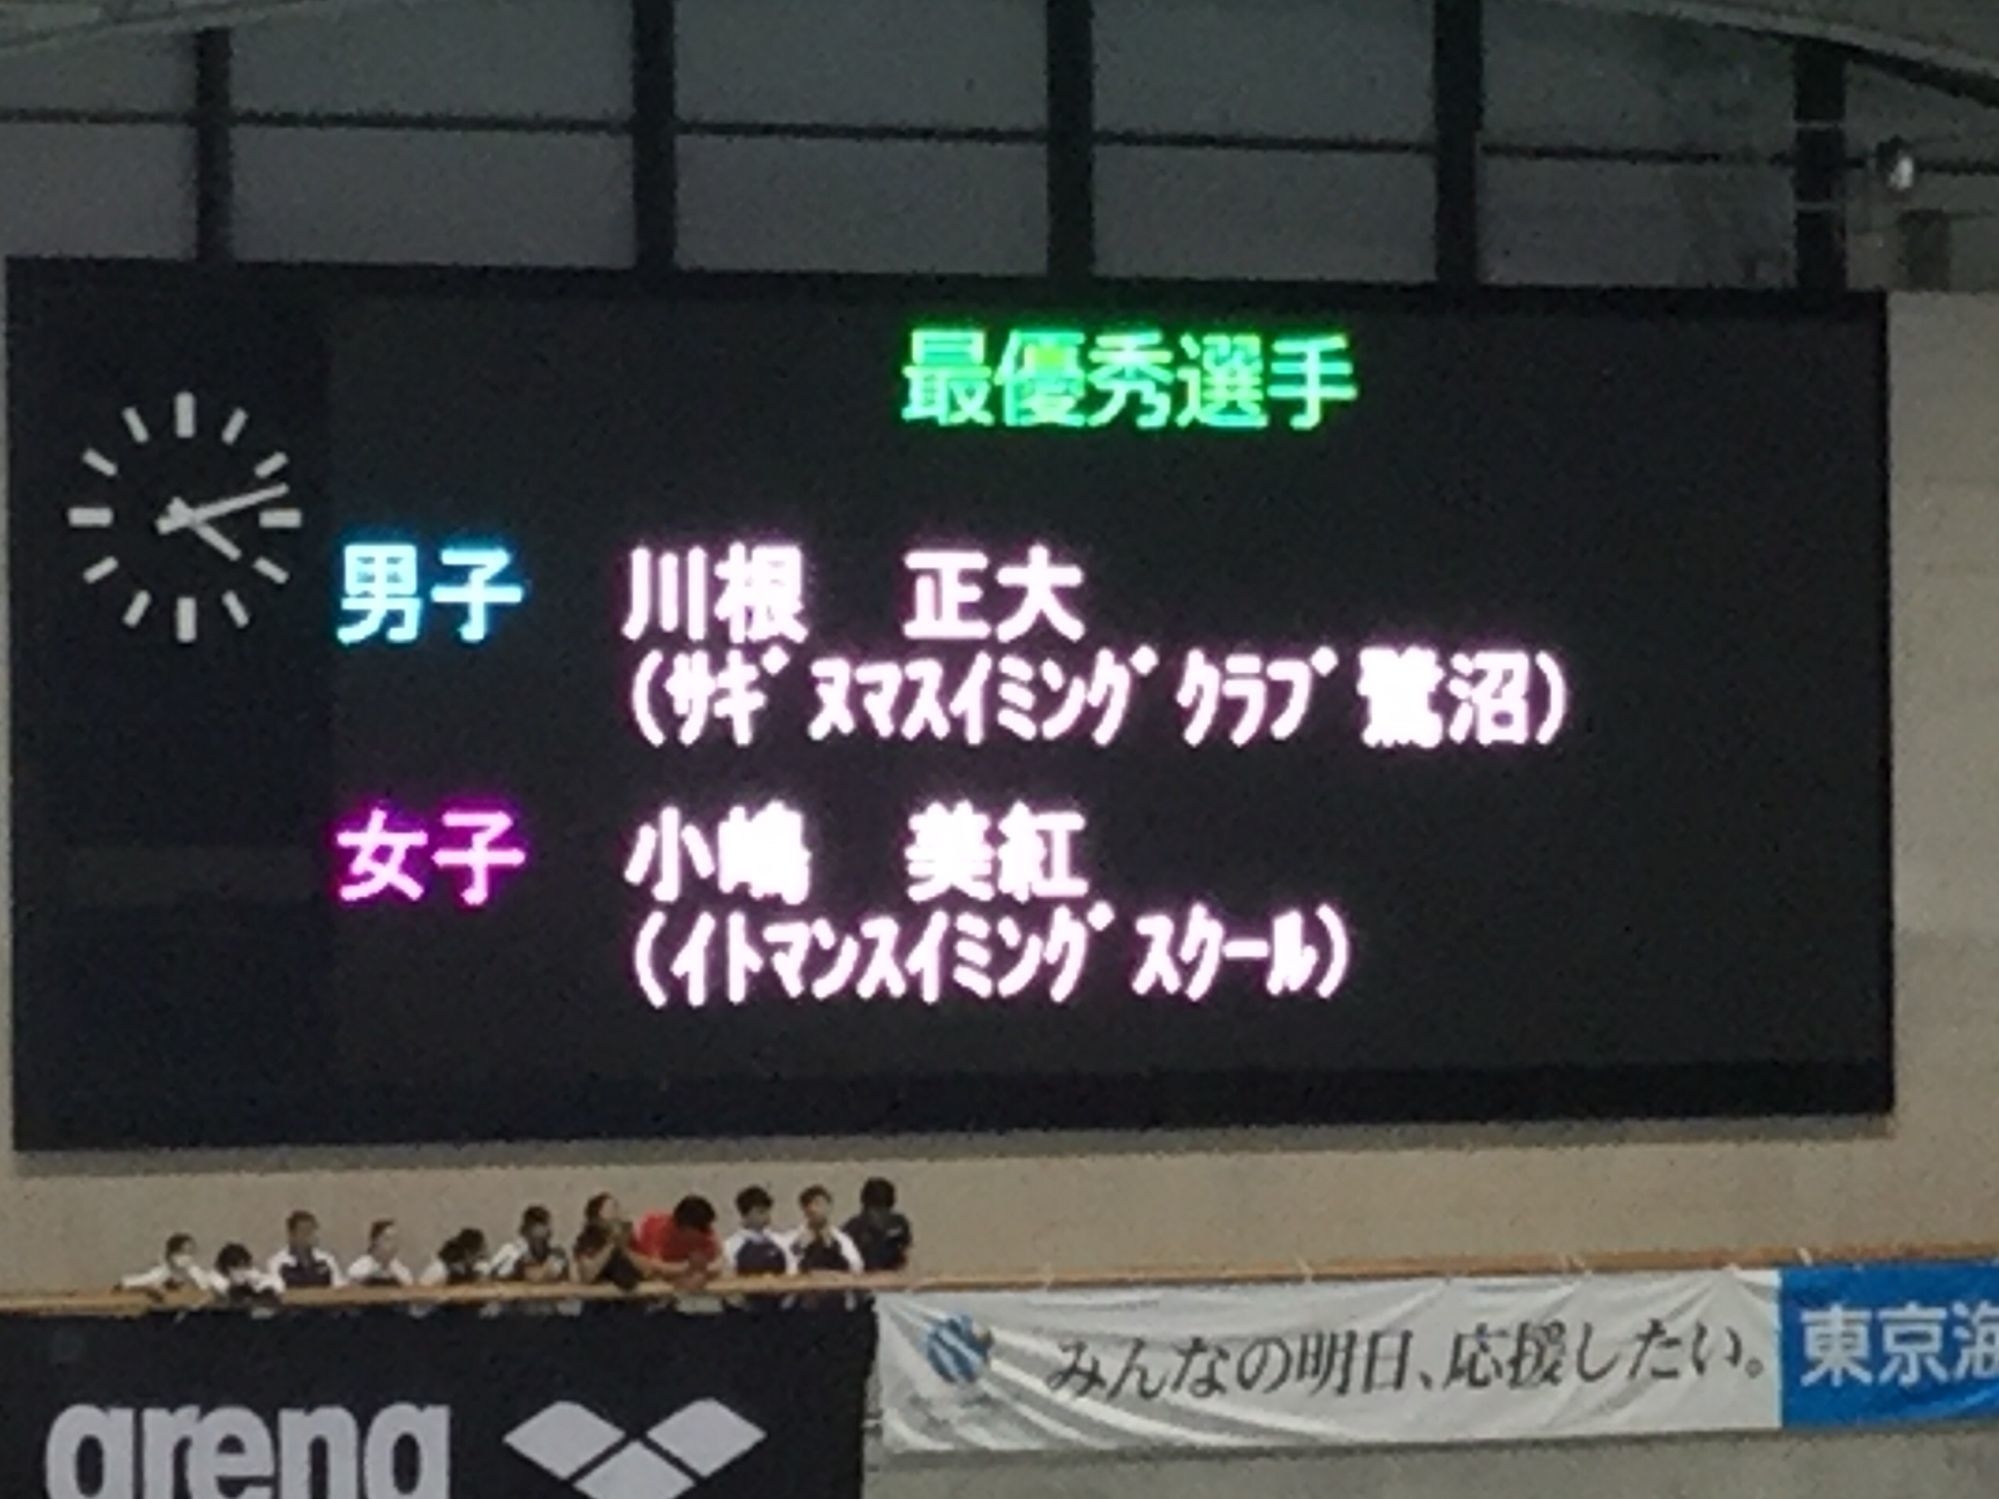 最優秀選手
男子 川根 正大
(ｻｷﾞﾇﾏｽｲﾐﾝｸﾞｸﾗﾌﾞ鷺沼)
女子 小嶋 美紅
(ｲﾄﾏﾝｽｲﾐﾝｸﾞｽｸｰﾙ)
みんなの明日、応援したい。
東京海
arena